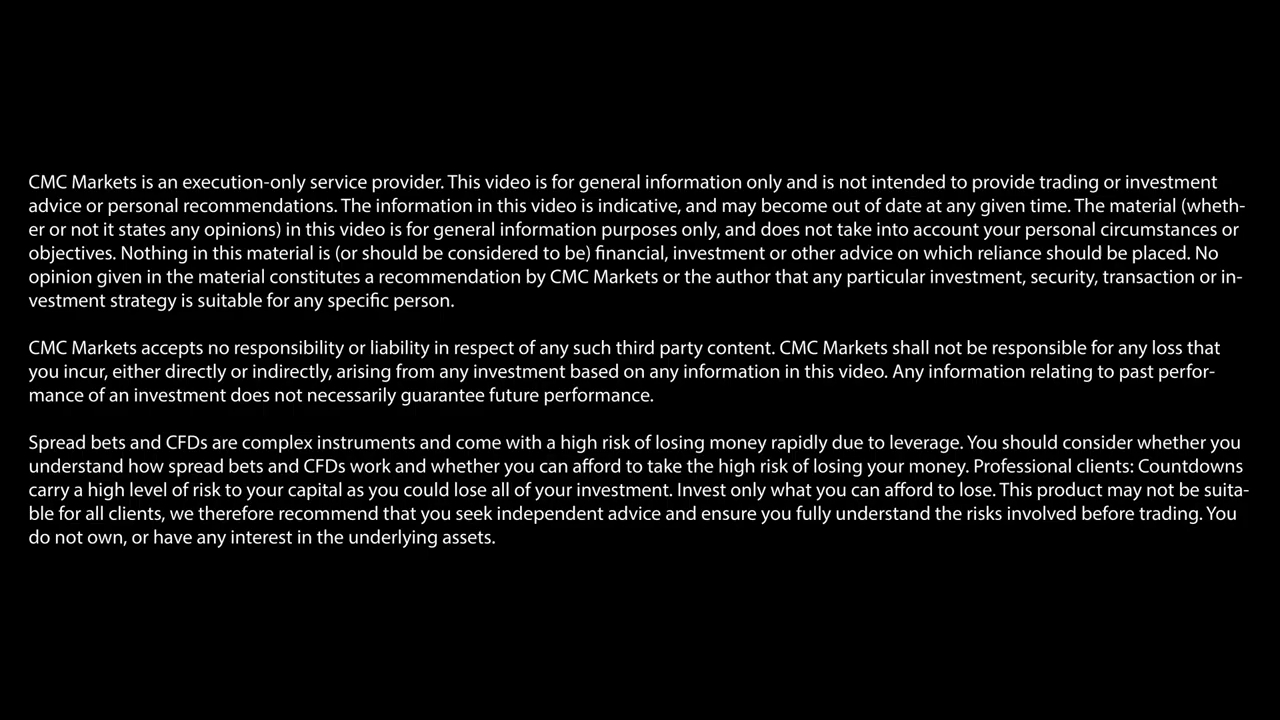 CMC Markets is an execution-only service provider. This video is for general information only and is not intended to provide trading or investment
advice or personal recommendations. The information in this video is indicative, and may become out of date at any given time. The material (wheth-
er or not it states any opinions) in this video is for general information purposes only, and does not take into account your personal circumstances or
objectives. Nothing in this material is (or should be considered to be) financial, investment or other advice on which reliance should be placed. No
opinion given in the material constitutes a recommendation by CMC Markets or the author that any particular investment, security, transaction or in-
vestment strategy is suitable for any specific person.
CMC Markets accepts no responsibility or liability in respect of any such third party content. CMC Markets shall not be responsible for any loss that
you incur, either directly or indirectly, arising from any investment based on any information in this video. Any information relating to past perfor-
mance of an investment does not necessarily guarantee future performance.
Spread bets and CFDs are complex instruments and come with a high risk of losing money rapidly due to leverage. You should consider whether you
understand how spread bets and CFDs work and whether you can afford to take the high risk of losing your money. Professional clients: Countdowns
carry a high level of risk to your capital as you could lose all of your investment. Invest only what you can afford to lose. This product may not be suita-
ble for all clients, we therefore recommend that you seek independent advice and ensure you fully understand the risks involved before trading. You
do not own, or have any interest in the underlying assets.